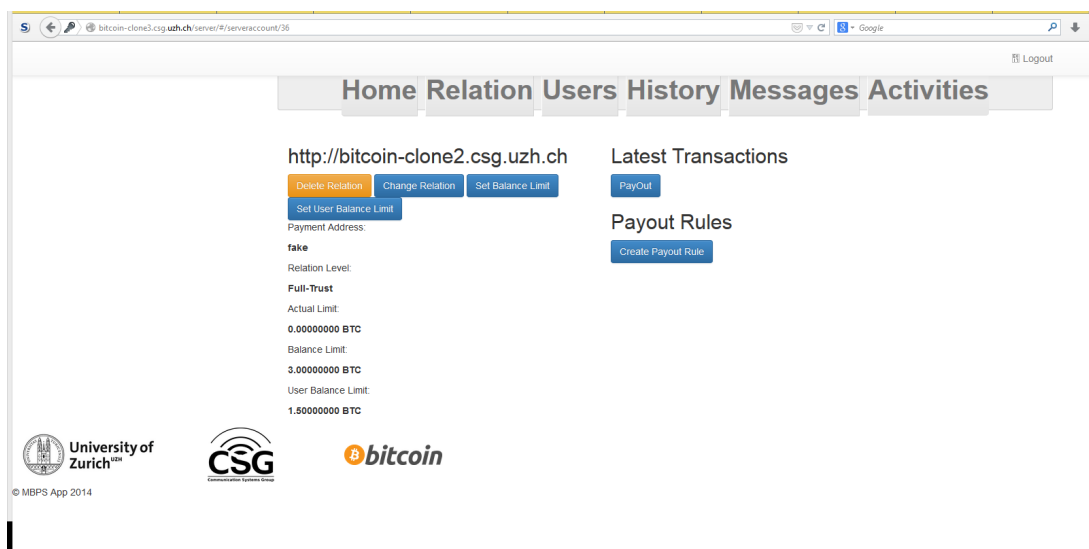 bitcoin-clone3.csg.uzh.ch/server/#/serveraccount/36
Google
Logout
Home Relation Users History Messages Activities
http://bitcoin-clone2.csg.uzh.ch
Delete Relation Change Relation Set Balance Limit
Set User Balance Limit
Payment Address:
fake
Relation Level:
Full-Trust
Actual Limit:
0.00000000 BTC
Balance Limit:
3.00000000 BTC
User Balance Limit:
1.50000000 BTC
Latest Transactions
PayOut
Payout Rules
Create Payout Rule
University of
Zurich UZH
CSG
Communication Systems Group
bitcoin
© MBPS App 2014